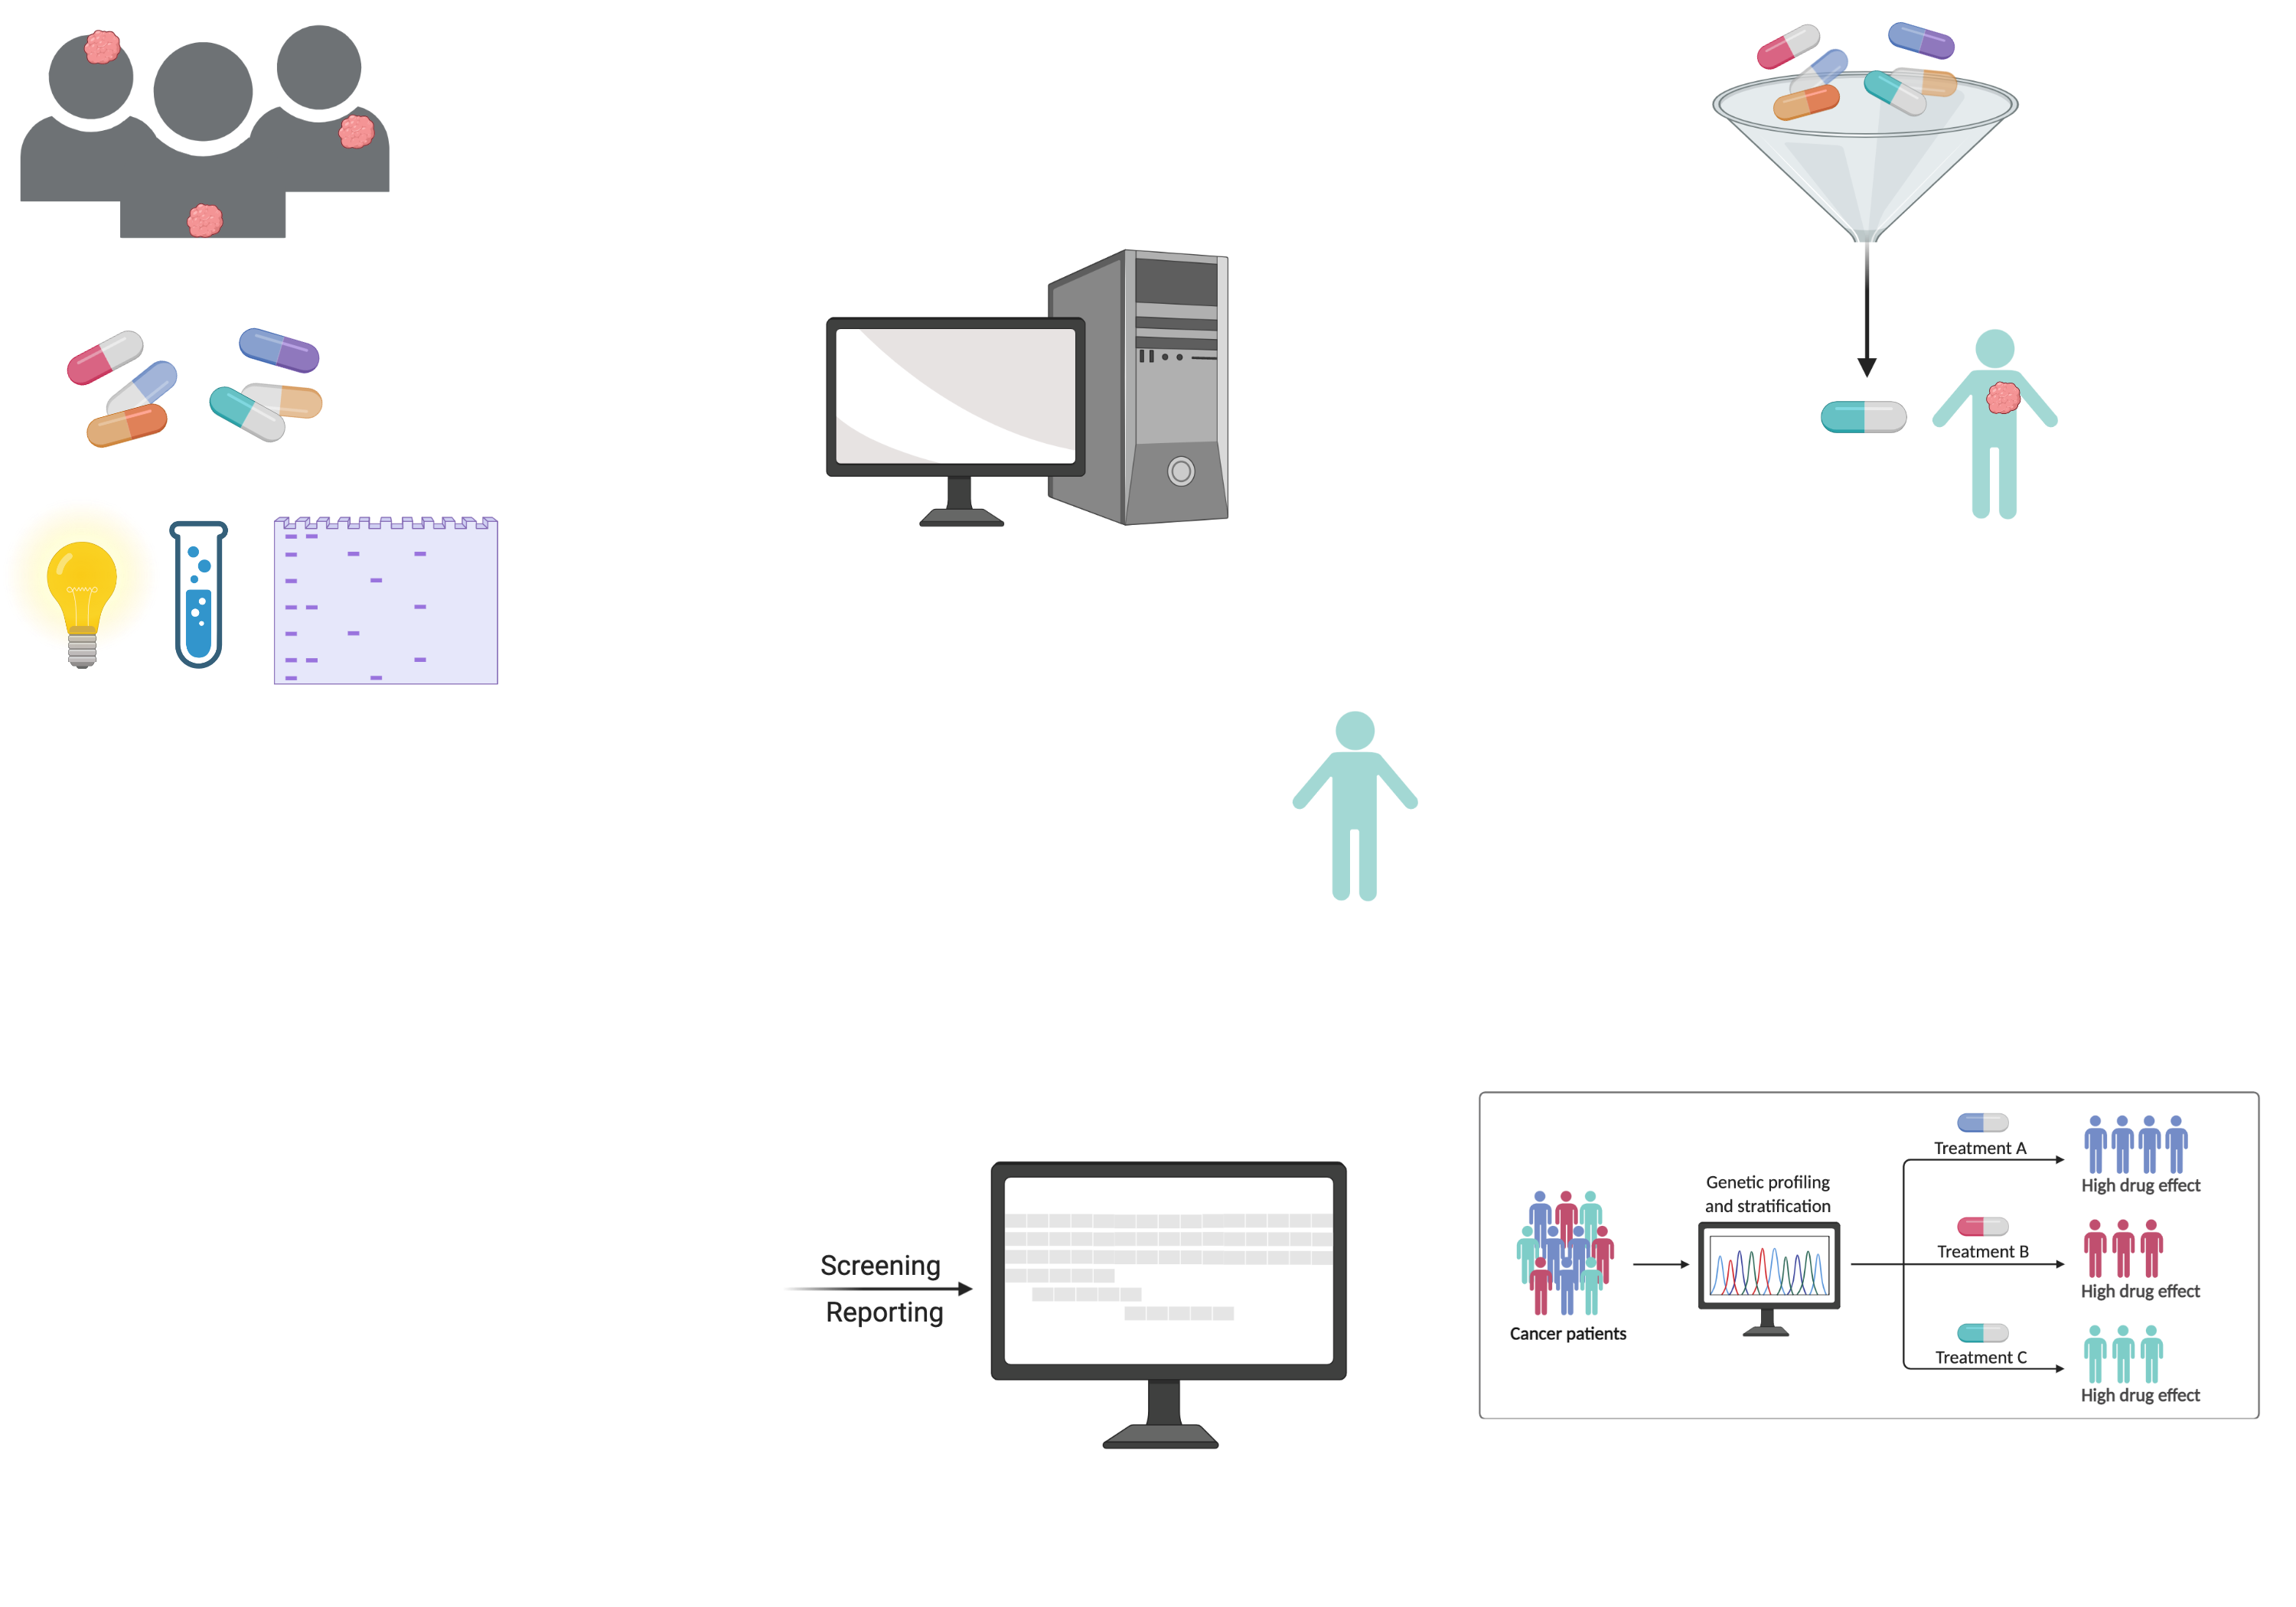 Screening
Reporting
Genetic profiling
and stratification
Cancer patients
Treatment A
High drug effect
Treatment B
High drug effect
Treatment C
High drug effect